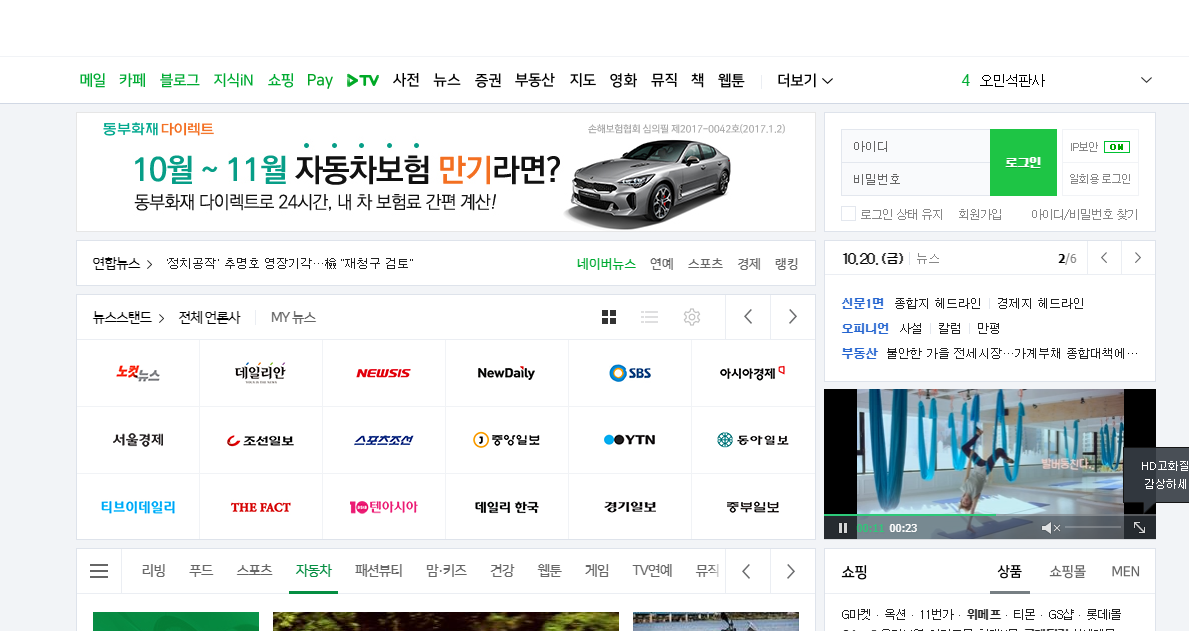 메일 카페 블로그 지식iN 쇼핑 Pay TV 사전 뉴스 증권 부동산 지도 영화 뮤직 책 웹툰 더보기 4 오민석판사
동부화재 다이렉트
손해보험협회 심의필 제2017-0042호(2017.1.2)
10월 ~ 11월 자동차보험 만기라면?
동부화재 다이렉트로 24시간, 내 차 보험료 간편 계산!
아이디
비밀번호
로그인
IP보안 ON
일회용 로그인
로그인 상태 유지 회원가입 아이디/비밀번호 찾기
연합뉴스 > '정치공작' 추명호 영장기각…檢 "재청구 검토"
네이버뉴스 연예 스포츠 경제 랭킹
10.20. (금) 뉴스 2/6
신문1면 종합지 헤드라인 경제지 헤드라인
오피니언 사설 칼럼 만평
부동산 불안한 가을 전세시장…가계부채 종합대책에…
뉴스스탠드 > 전체 언론사 MY 뉴스
노컷뉴스 데일리안 NEWSIS NewDaily SBS 아시아경제
서울경제 조선일보 스포츠조선 중앙일보 YTN 동아일보
티브이데일리 THE FACT 10 텐아시아 데일리 한국 경기일보 중부일보
발버둥친다
HD고화질
감상하세
00:11 00:23
리빙 푸드 스포츠 자동차 패션뷰티 맘·키즈 건강 웹툰 게임 TV연예 뮤직
쇼핑 상품 쇼핑몰 MEN
G마켓 · 옥션 · 11번가 · 위메프 · 티몬 · GS샵 · 롯데i몰